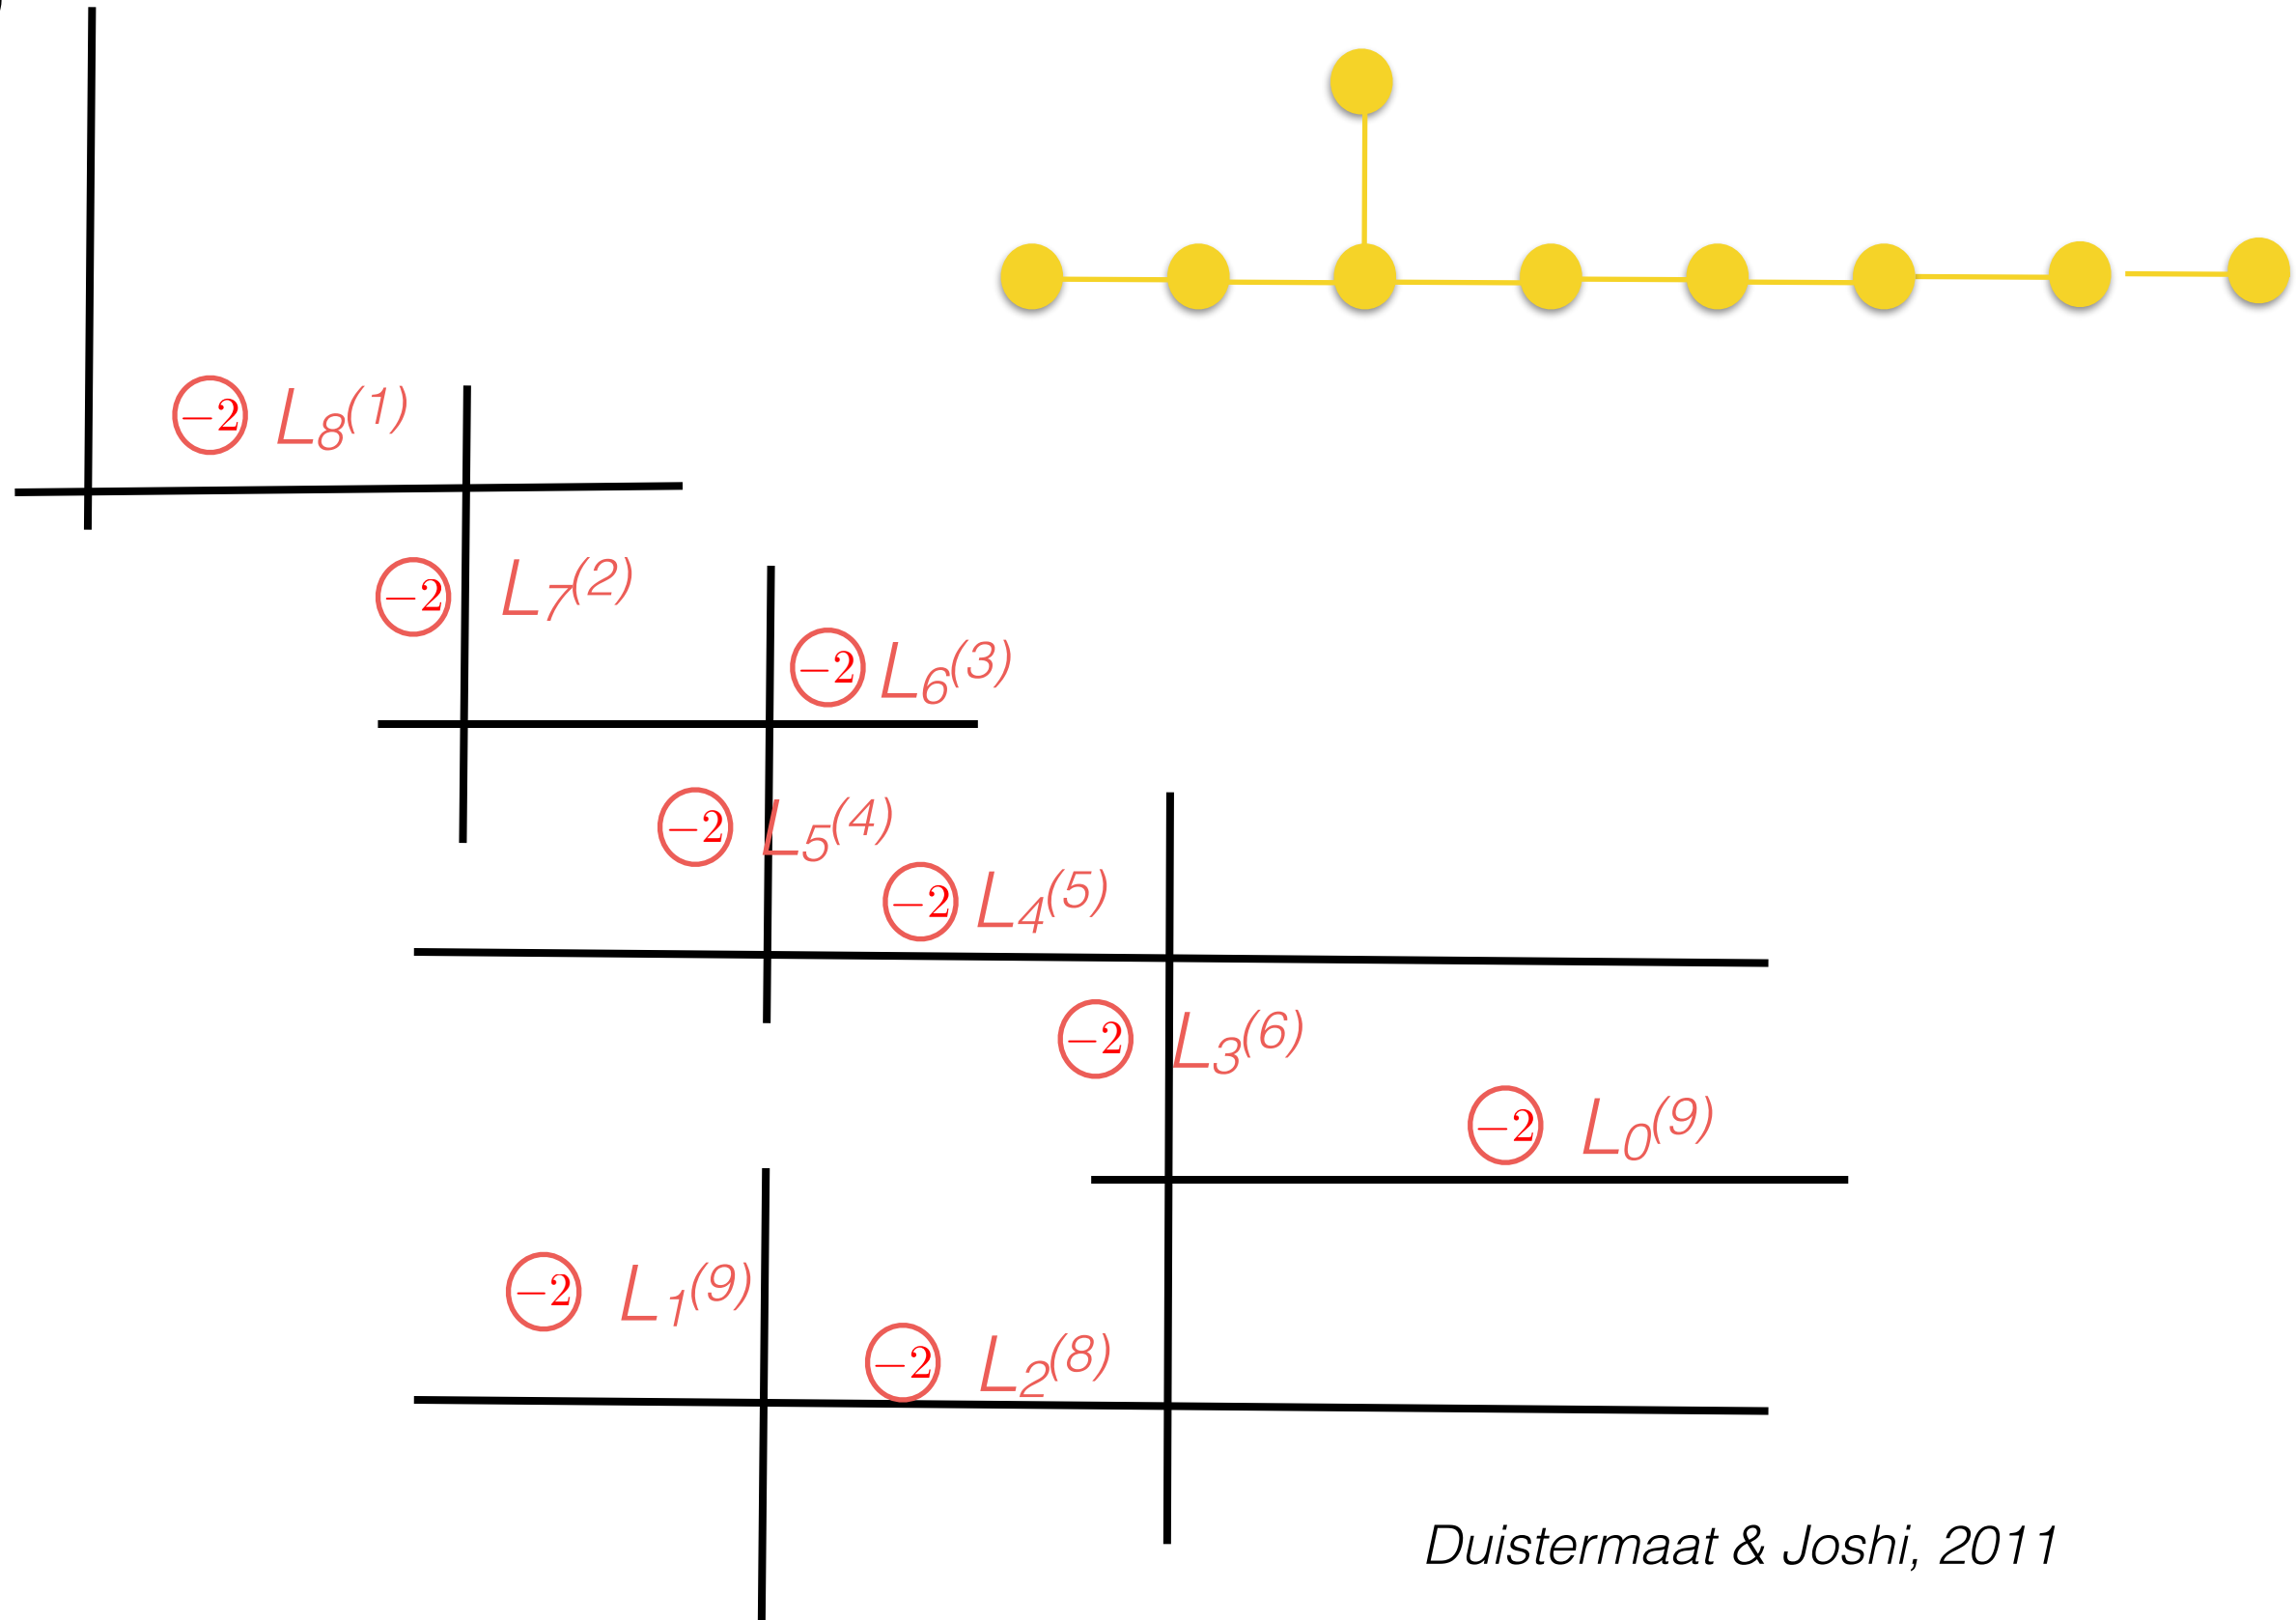 −2 L₈⁽¹⁾
−2 L₇⁽²⁾
−2 L₆⁽³⁾
−2 L₅⁽⁴⁾
−2 L₄⁽⁵⁾
−2 L₃⁽⁶⁾
−2 L₀⁽⁹⁾
−2 L₁⁽⁹⁾
−2 L₂⁽⁸⁾
Duistermaat & Joshi, 2011